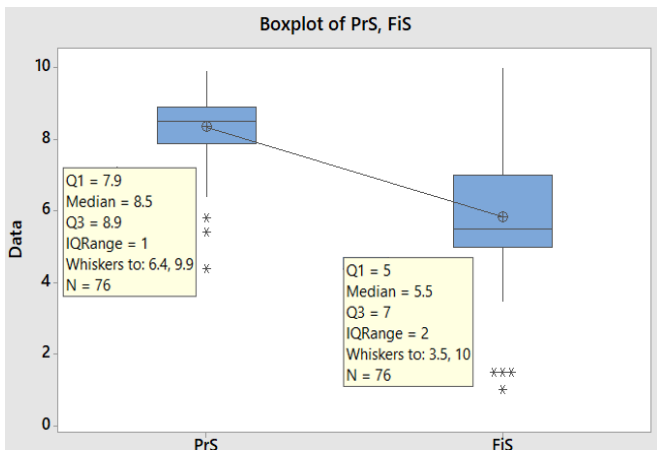 Boxplot of PrS, FiS
Data
10
8
6
4
2
0
Q1 = 7.9
Median = 8.5
Q3 = 8.9
IQRange = 1
Whiskers to: 6.4, 9.9
N = 76
Q1 = 5
Median = 5.5
Q3 = 7
IQRange = 2
Whiskers to: 3.5, 10
N = 76
PrS
FiS